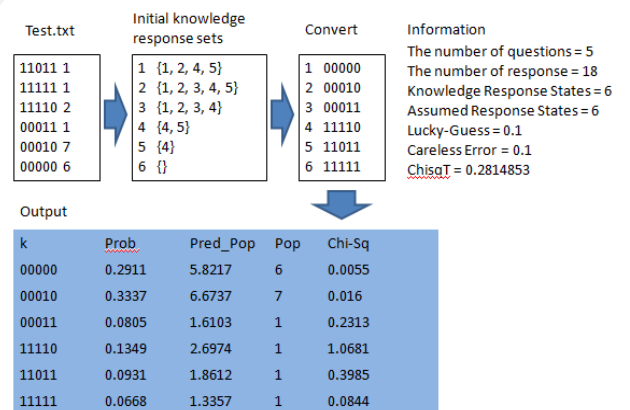 Test.txt
Initial knowledge
response sets
Convert
Information
11011 1
11111 1
11110 2
00011 1
00010 7
00000 6
1 {1, 2, 4, 5}
2 {1, 2, 3, 4, 5}
3 {1, 2, 3, 4}
4 {4, 5}
5 {4}
6 {}
1 00000
2 00010
3 00011
4 11110
5 11011
6 11111
The number of questions = 5
The number of response = 18
Knowledge Response States = 6
Assumed Response States = 6
Lucky-Guess = 0.1
Careless Error = 0.1
ChisqT = 0.2814853
Output
k Prob Pred_Pop Pop Chi-Sq
00000 0.2911 5.8217 6 0.0055
00010 0.3337 6.6737 7 0.016
00011 0.0805 1.6103 1 0.2313
11110 0.1349 2.6974 1 1.0681
11011 0.0931 1.8612 1 0.3985
11111 0.0668 1.3357 1 0.0844